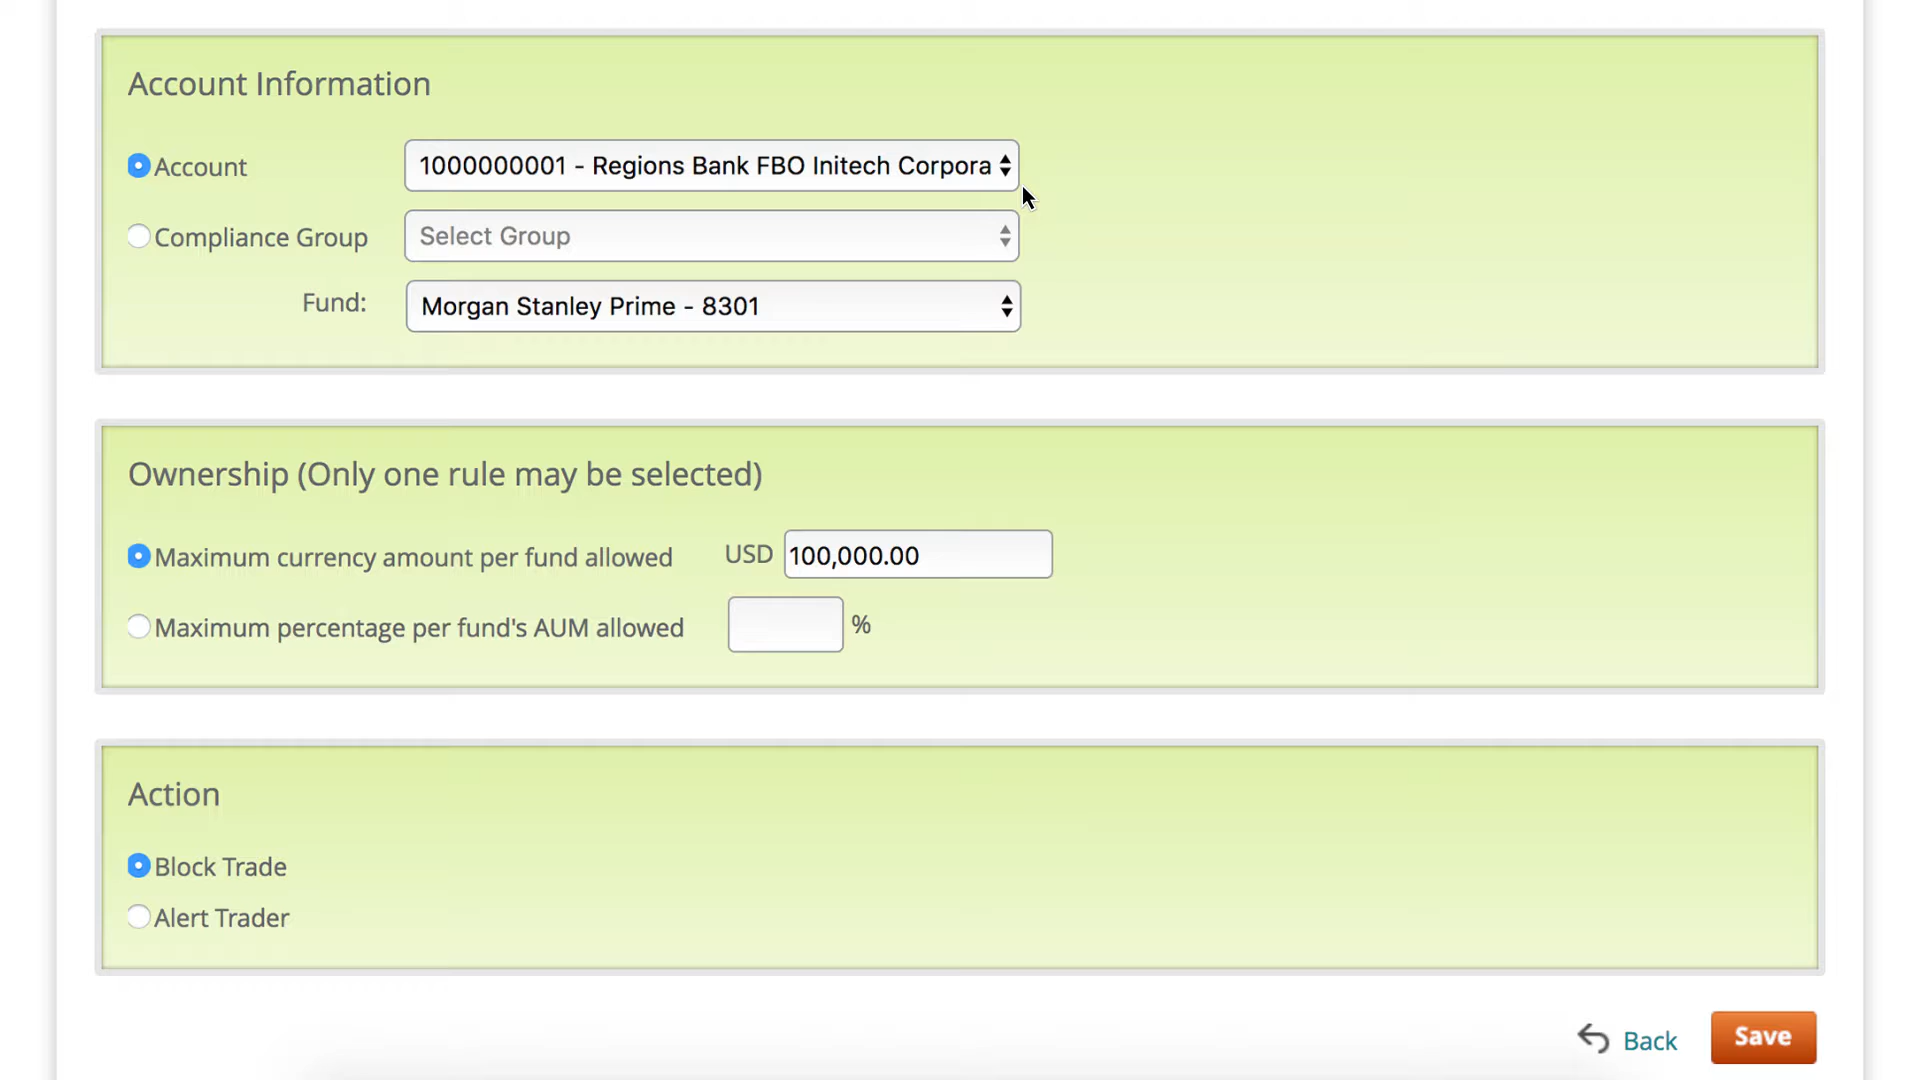 Account Information
Account 1000000001 - Regions Bank FBO Initech Corpora
Compliance Group Select Group
Fund: Morgan Stanley Prime - 8301
Ownership (Only one rule may be selected)
Maximum currency amount per fund allowed USD 100,000.00
Maximum percentage per fund's AUM allowed %
Action
Block Trade
Alert Trader
Back Save